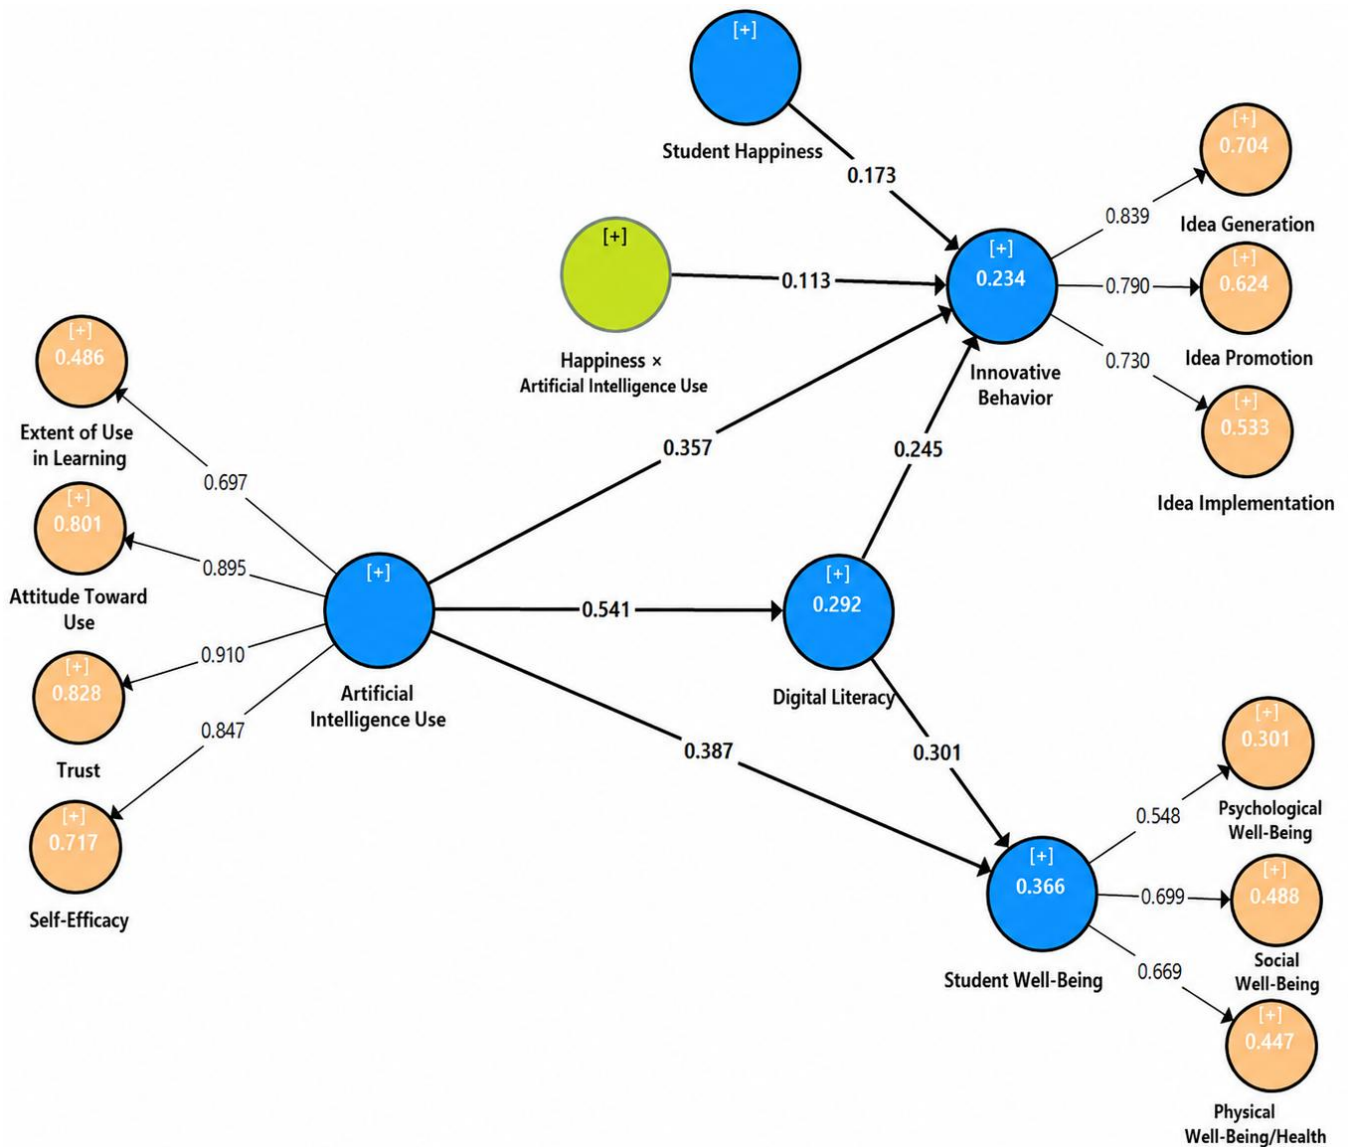 [+]
Student Happiness
0.173
[+]
Happiness ×
Artificial Intelligence Use
0.113
[+]
0.234
Innovative
Behavior
0.839
[+]
0.704
Idea Generation
0.790
[+]
0.624
Idea Promotion
0.730
[+]
0.533
Idea Implementation
[+]
0.486
Extent of Use
in Learning
0.697
[+]
0.801
Attitude Toward
Use
0.895
[+]
0.828
Trust
0.910
[+]
0.717
Self-Efficacy
0.847
[+]
Artificial
Intelligence Use
0.357
0.541
0.387
[+]
0.292
Digital Literacy
0.245
0.301
[+]
0.366
Student Well-Being
0.548
[+]
0.301
Psychological
Well-Being
0.699
[+]
0.488
Social
Well-Being
0.669
[+]
0.447
Physical
Well-Being/Health